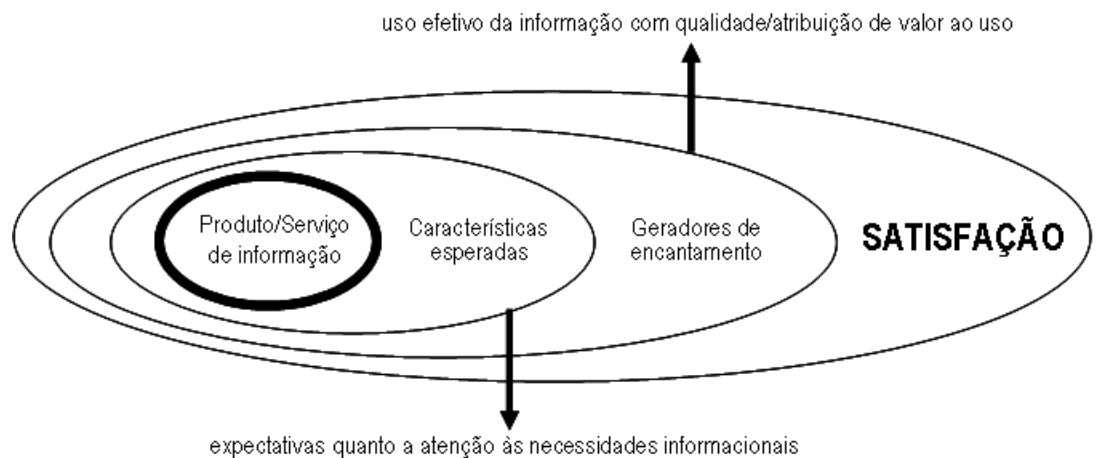 uso efetivo da informação com qualidade/atribuição de valor ao uso
Produto/Serviço
de informação
Características
esperadas
Geradores de
encantamento
SATISFAÇÃO
expectativas quanto a atenção às necessidades informacionais